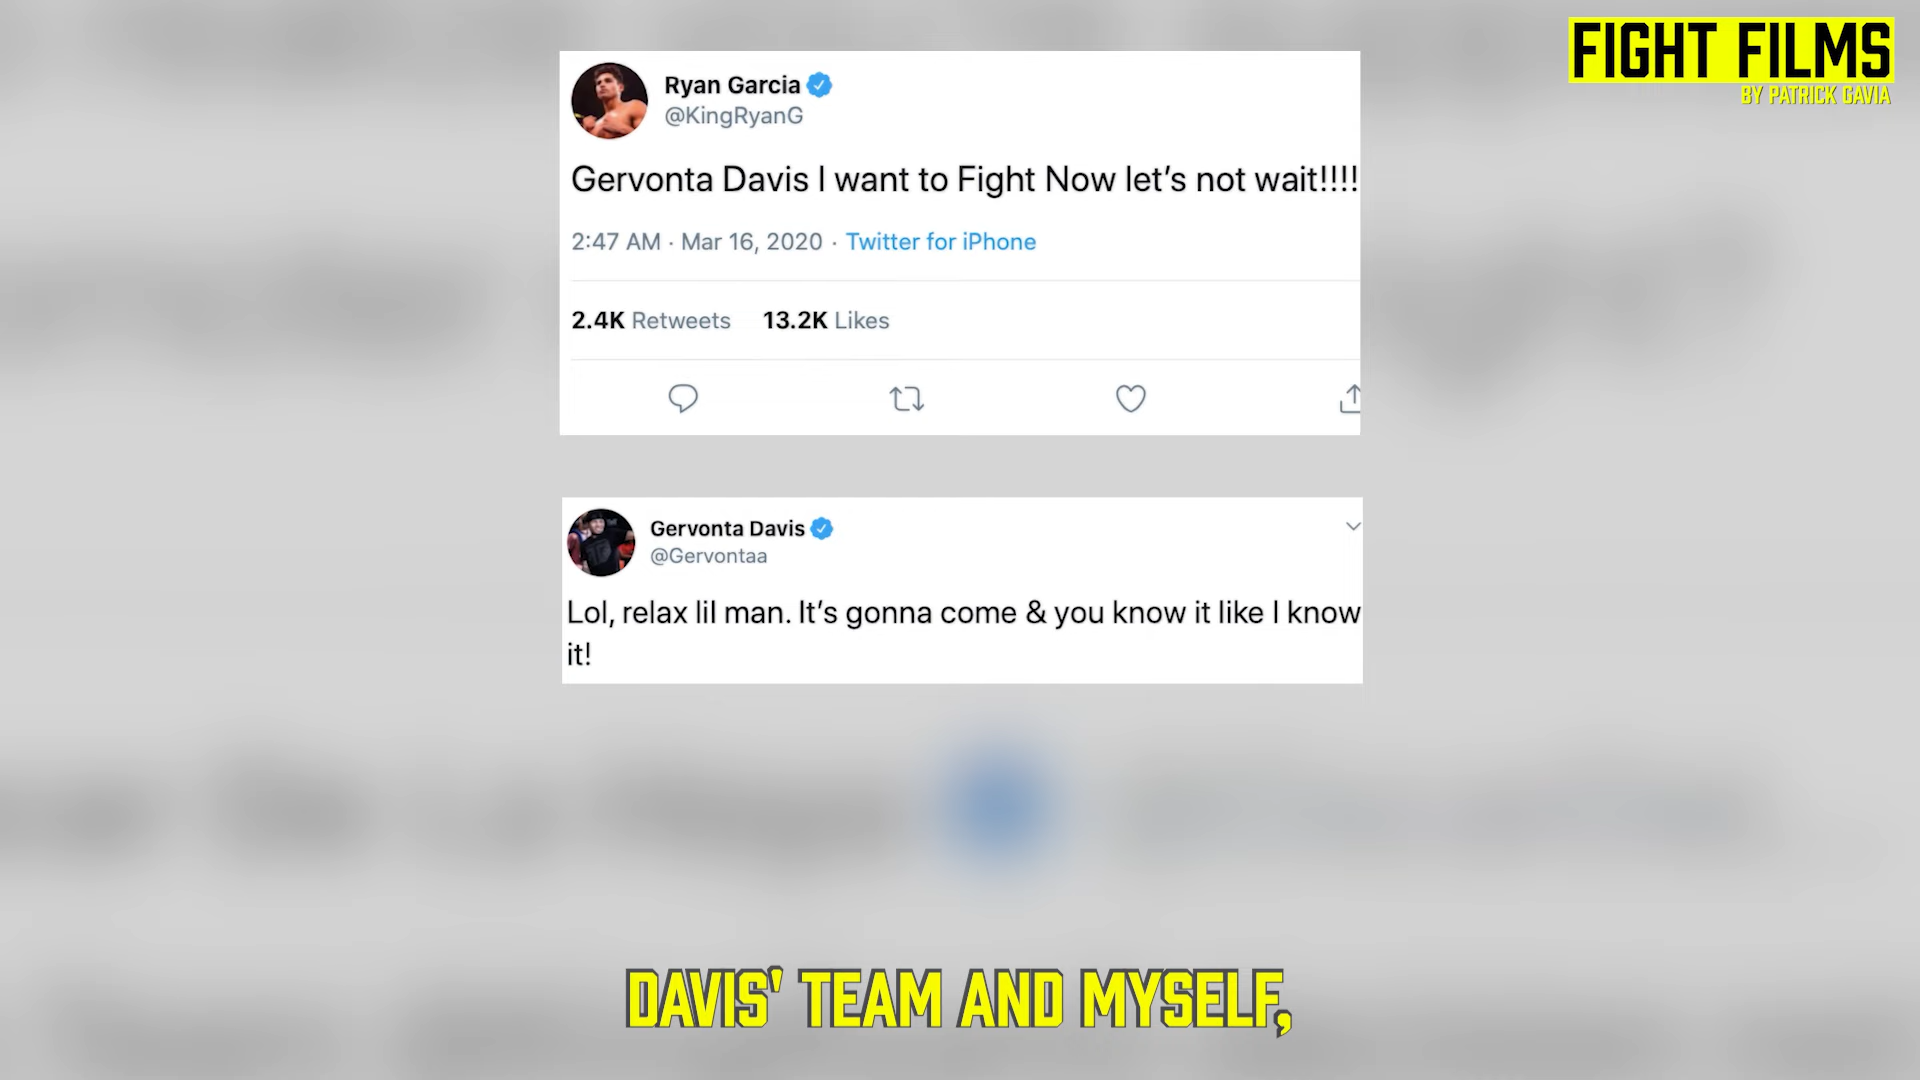 FIGHT FILMS
BY PATRICK GAVIA
Ryan Garcia
@KingRyanG
Gervonta Davis I want to Fight Now let's not wait!!!!
2:47 AM · Mar 16, 2020 · Twitter for iPhone
2.4K Retweets 13.2K Likes
Gervonta Davis
@Gervontaa
Lol, relax lil man. It's gonna come & you know it like I know
it!
DAVIS' TEAM AND MYSELF,